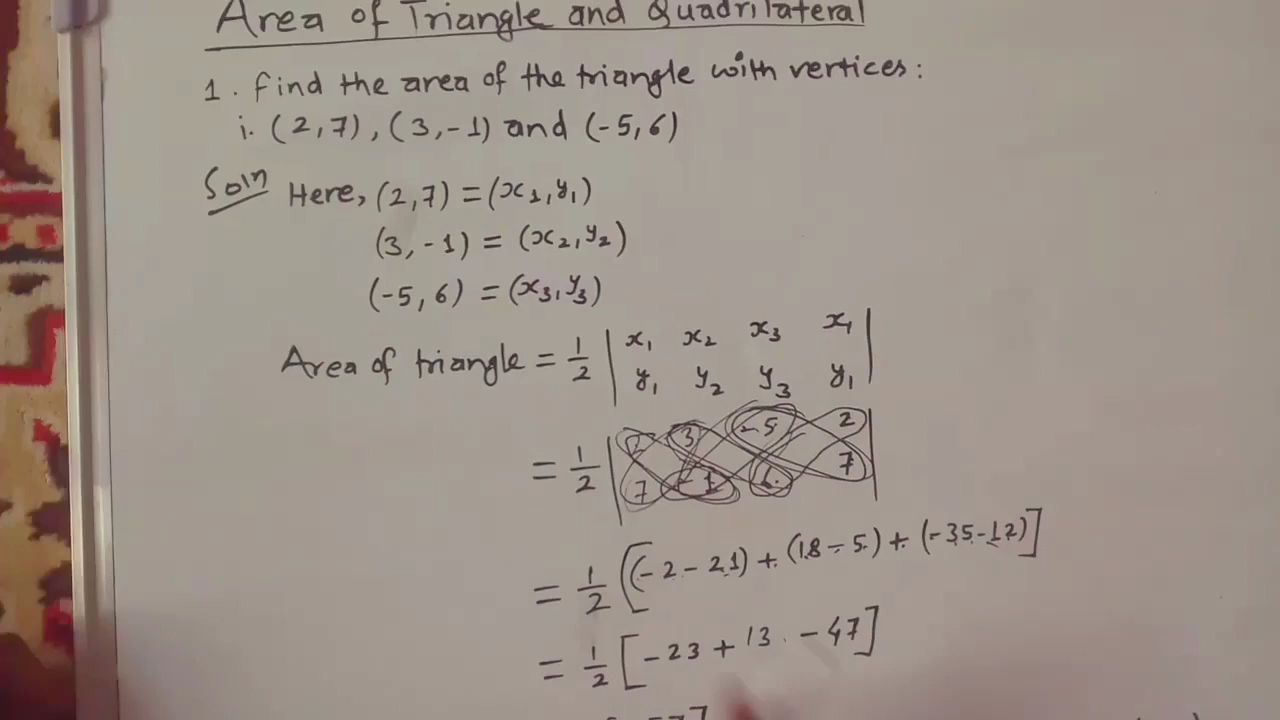 Area of Triangle and Quadrilateral
1. find the area of the triangle with vertices:
i. (2,7), (3,-1) and (-5,6)
Soln Here, (2,7) = (x1,y1)
(3,-1) = (x2,y2)
(-5,6) = (x3,y3)
Area of triangle = 1/2 | x1 x2 x3 x1
y1 y2 y3 y1 |
= 1/2 | 2 3 -5 2
7 -1 6 7 |
= 1/2 [(-2-21) + (18-5) + (-35-12)]
= 1/2 [-23 + 13 - 47]